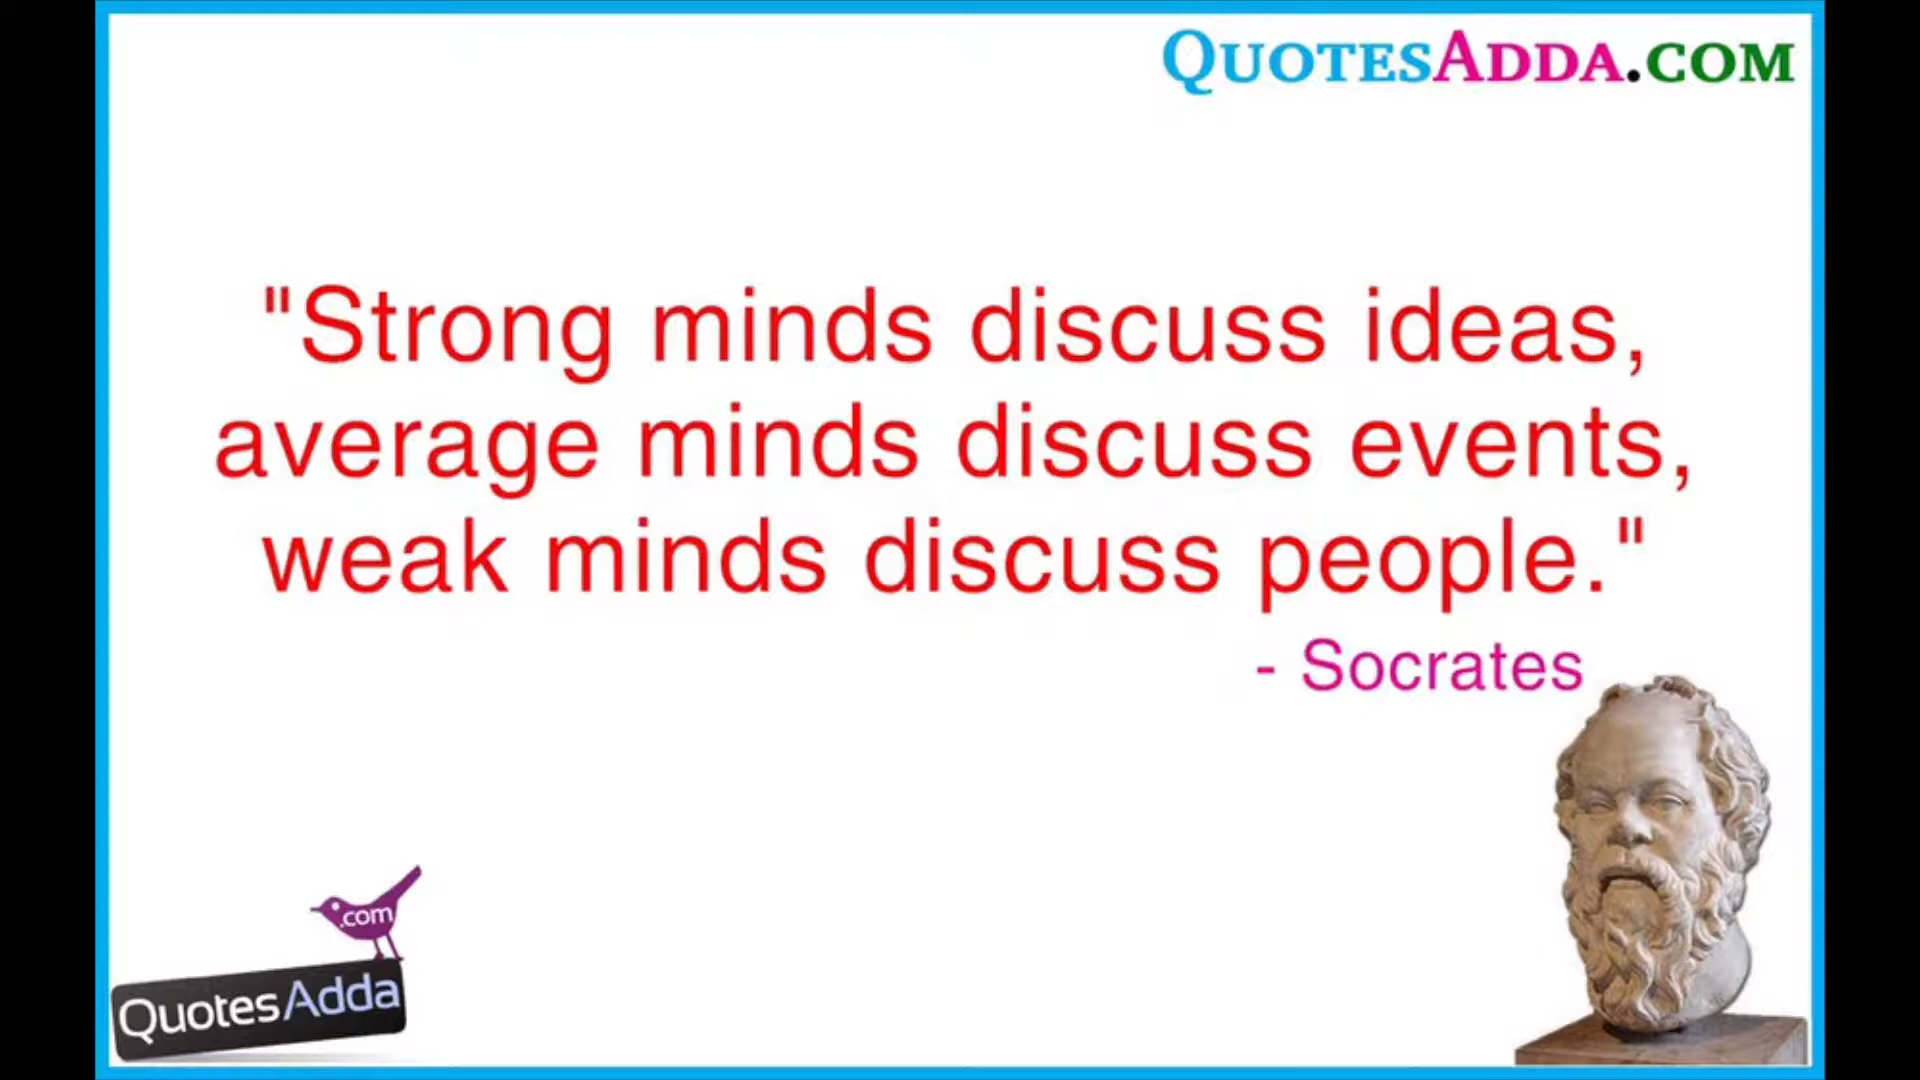 QUOTESADDA.COM
"Strong minds discuss ideas,
average minds discuss events,
weak minds discuss people."
- Socrates
.com
QuotesAdda